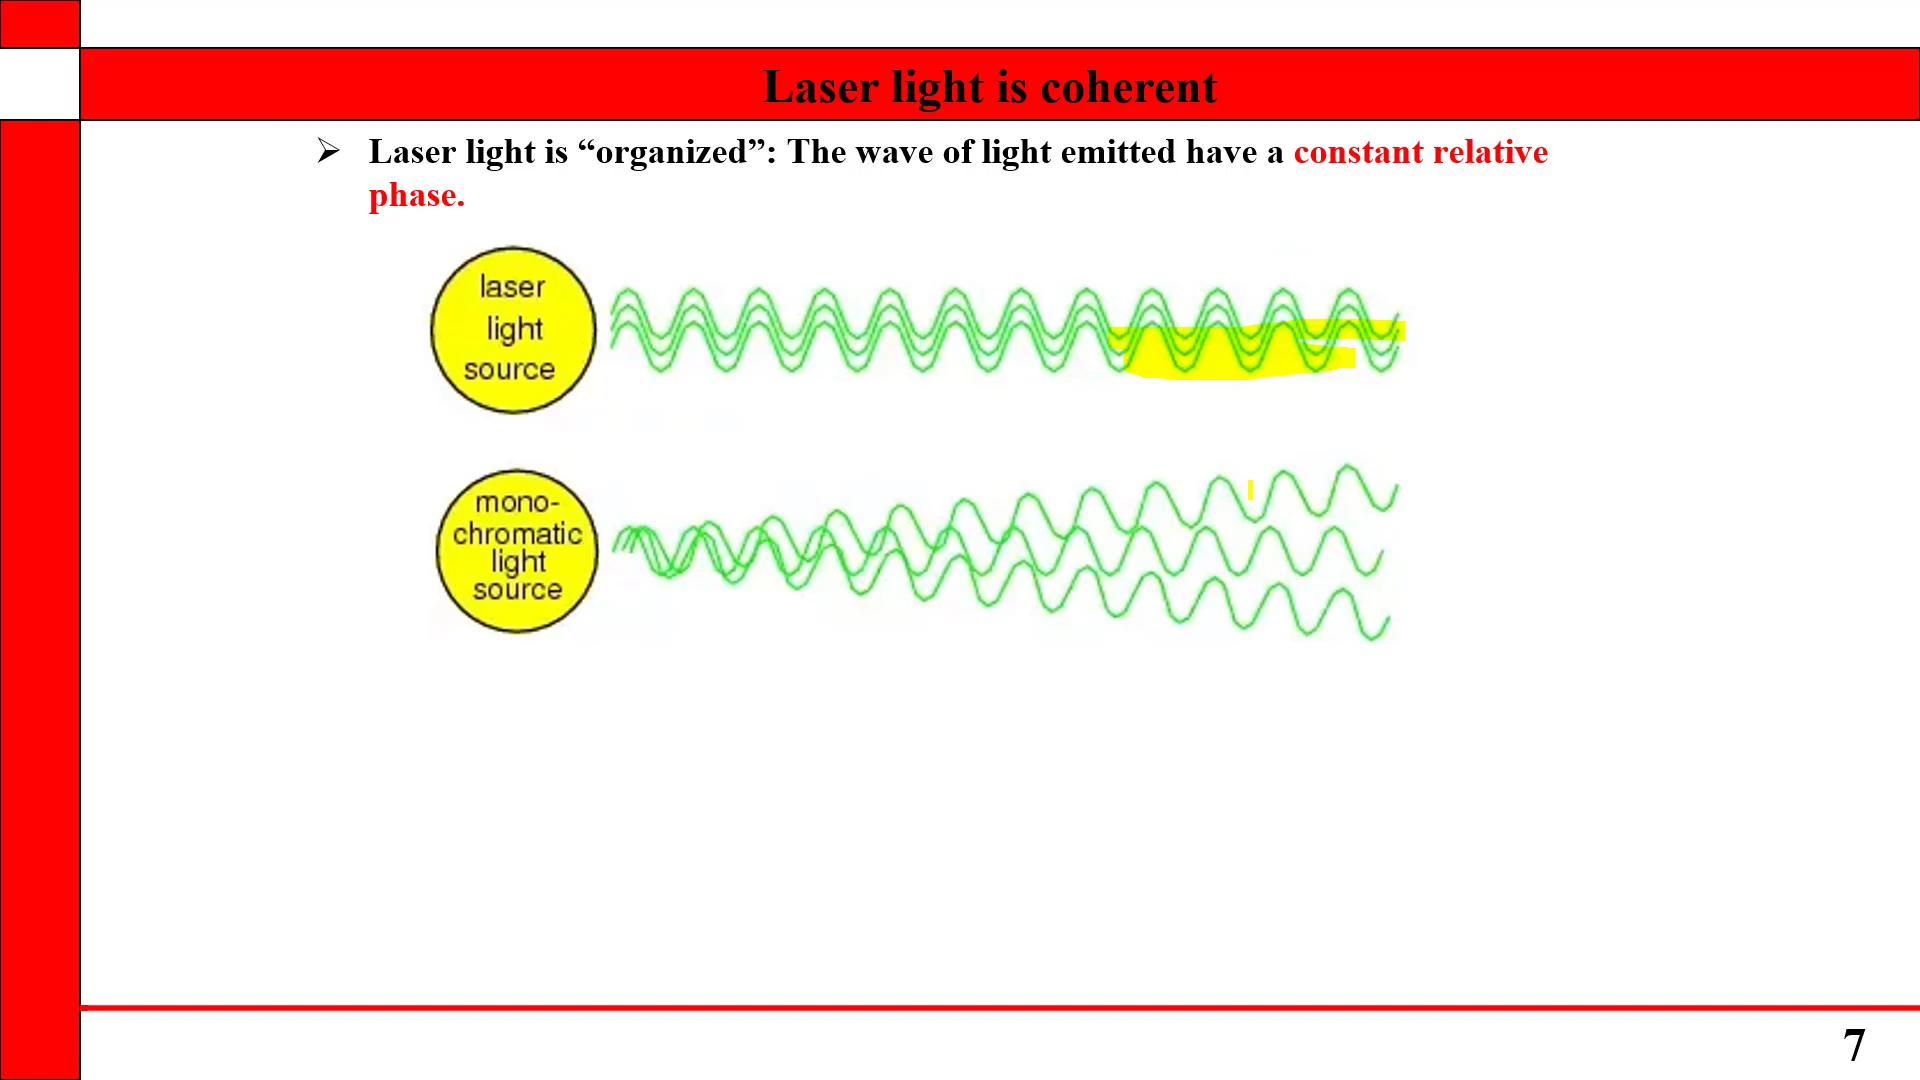 Laser light is coherent
➢ Laser light is “organized”: The wave of light emitted have a constant relative
phase.
laser
light
source
mono-
chromatic
light
source
7